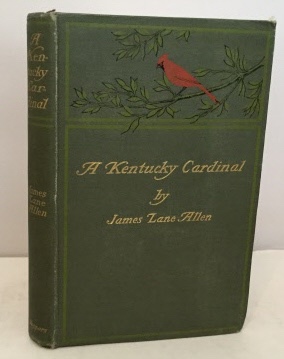 A
Ken-
tucky
Car-
dinal
James
Lane
Allen
A Kentucky Cardinal
by
James Lane Allen